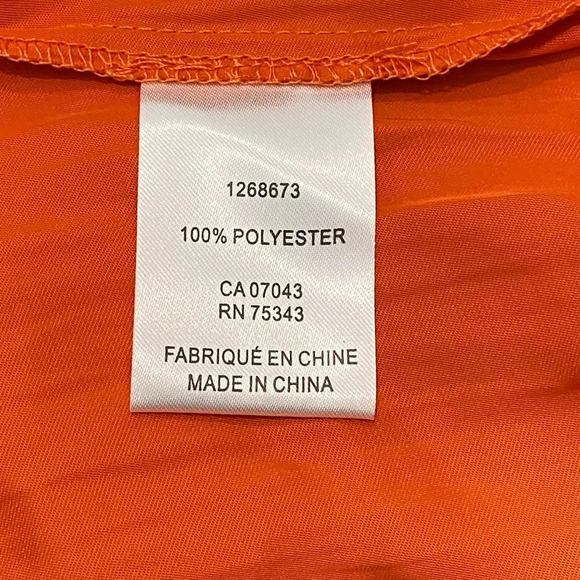 1268673
100% POLYESTER
CA 07043
RN 75343
FABRIQUÉ EN CHINE
MADE IN CHINA